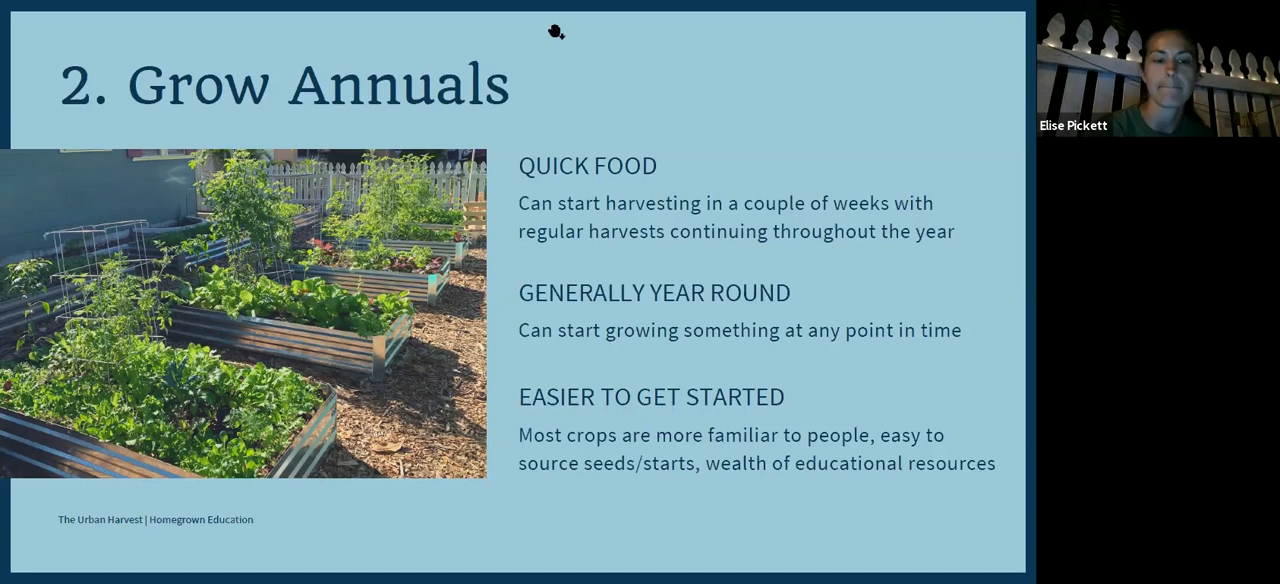 2. Grow Annuals
QUICK FOOD
Can start harvesting in a couple of weeks with
regular harvests continuing throughout the year
GENERALLY YEAR ROUND
Can start growing something at any point in time
EASIER TO GET STARTED
Most crops are more familiar to people, easy to
source seeds/starts, wealth of educational resources
The Urban Harvest | Homegrown Education
Elise Pickett